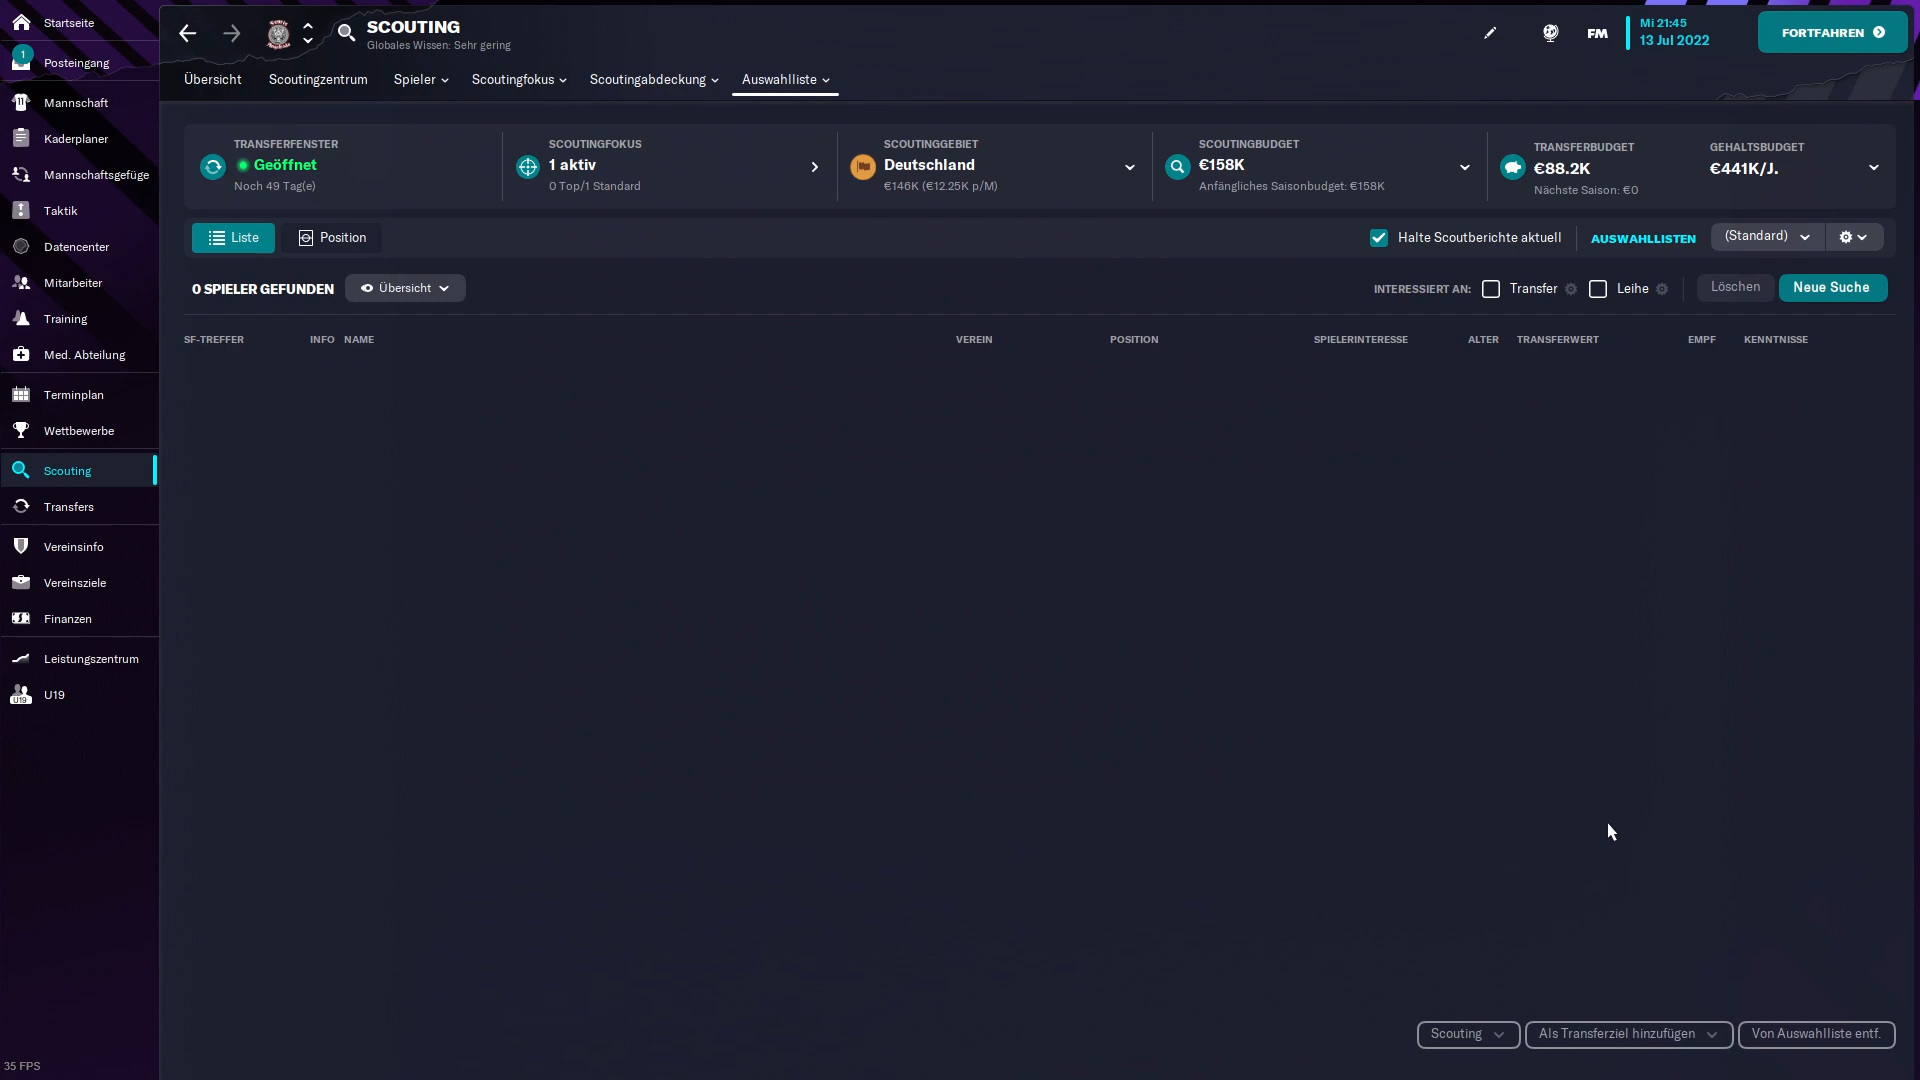 Startseite
1
Posteingang
Mannschaft
Kaderplaner
Mannschaftsgefüge
Taktik
Datencenter
Mitarbeiter
Training
Med. Abteilung
Terminplan
Wettbewerbe
Scouting
Transfers
Vereinsinfo
Vereinsziele
Finanzen
Leistungszentrum
U19
U19
35 FPS
SCOUTING
Globales Wissen: Sehr gering
FM
Mi 21:45
13 Jul 2022
FORTFAHREN
Übersicht
Scoutingzentrum
Spieler
Scoutingfokus
Scoutingabdeckung
Auswahlliste
TRANSFERFENSTER
Geöffnet
Noch 49 Tag(e)
SCOUTINGFOKUS
1 aktiv
0 Top/1 Standard
SCOUTINGGEBIET
Deutschland
€146K (€12.25K p/M)
SCOUTINGBUDGET
€158K
Anfängliches Saisonbudget: €158K
TRANSFERBUDGET
€88.2K
Nächste Saison: €0
GEHALTSBUDGET
€441K/J.
Liste
Position
Halte Scoutberichte aktuell
AUSWAHLLISTEN
(Standard)
0 SPIELER GEFUNDEN
Übersicht
INTERESSIERT AN:
Transfer
Leihe
Löschen
Neue Suche
SF-TREFFER
INFO
NAME
VEREIN
POSITION
SPIELERINTERESSE
ALTER
TRANSFERWERT
EMPF
KENNTNISSE
Scouting
Als Transferziel hinzufügen
Von Auswahlliste entf.